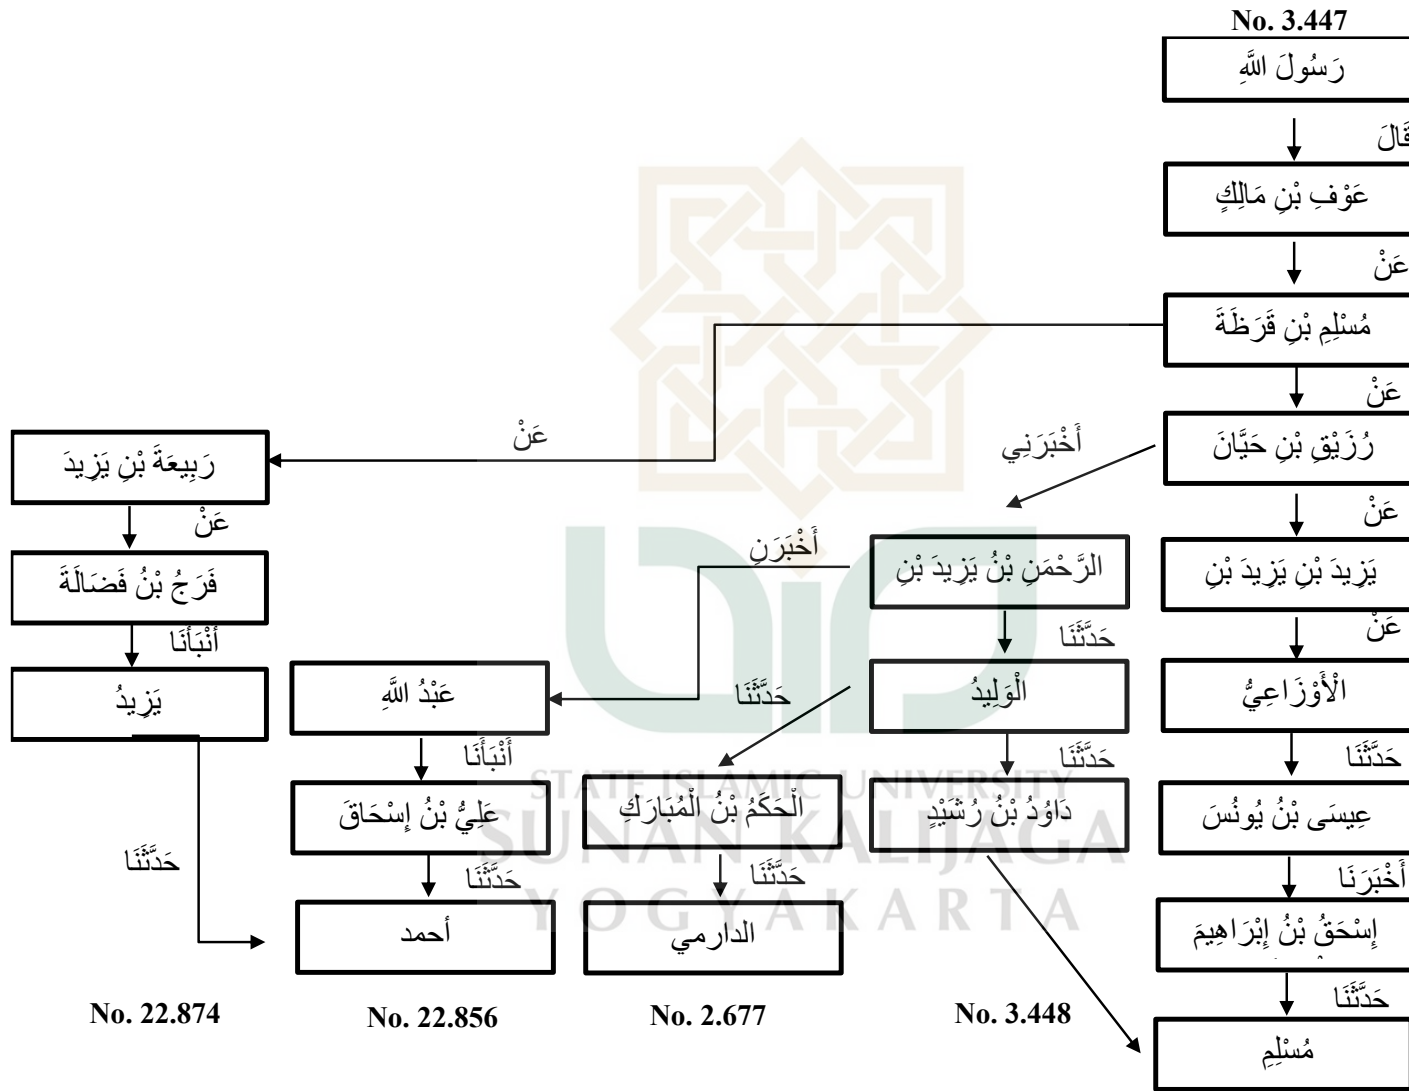 No. 3.447
رَسُولَ اللَّهِ
قَالَ
عَوْفِ بْنِ مَالِكٍ
عَنْ
مُسْلِمِ بْنِ قَرَظَةَ
عَنْ
عَنْ
رُزَيْقِ بْنِ حَيَّانَ
أَخْبَرَنِي
رَبِيعَةَ بْنِ يَزِيدَ
عَنْ
عَنْ
يَزِيدَ بْنِ يَزِيدَ بْنِ
الرَّحْمَنِ بْنُ يَزِيدَ بْنِ
أَخْبَرَنِ
فَرَجُ بْنُ فَضَالَةَ
عَنْ
حَدَّثَنَا
أَنْبَأَنَا
الْأَوْزَاعِيُّ
الْوَلِيدُ
حَدَّثَنَا
عَبْدُ اللَّهِ
يَزِيدُ
حَدَّثَنَا
حَدَّثَنَا
أَنْبَأَنَا
STATE ISLAMIC UNIVERSITY
عِيسَى بْنُ يُونُسَ
دَاوُدُ بْنُ رُشَيْدٍ
الْحَكَمُ بْنُ الْمُبَارَكِ
عَلِيُّ بْنُ إِسْحَاقَ
SUNAN KALIJAGA
حَدَّثَنَا
أَخْبَرَنَا
حَدَّثَنَا
حَدَّثَنَا
YOGYAKARTA
إِسْحَقُ بْنُ إِبْرَاهِيمَ
الدارمي
أحمد
حَدَّثَنَا
No. 22.874
No. 22.856
No. 2.677
No. 3.448
مُسْلِمِ